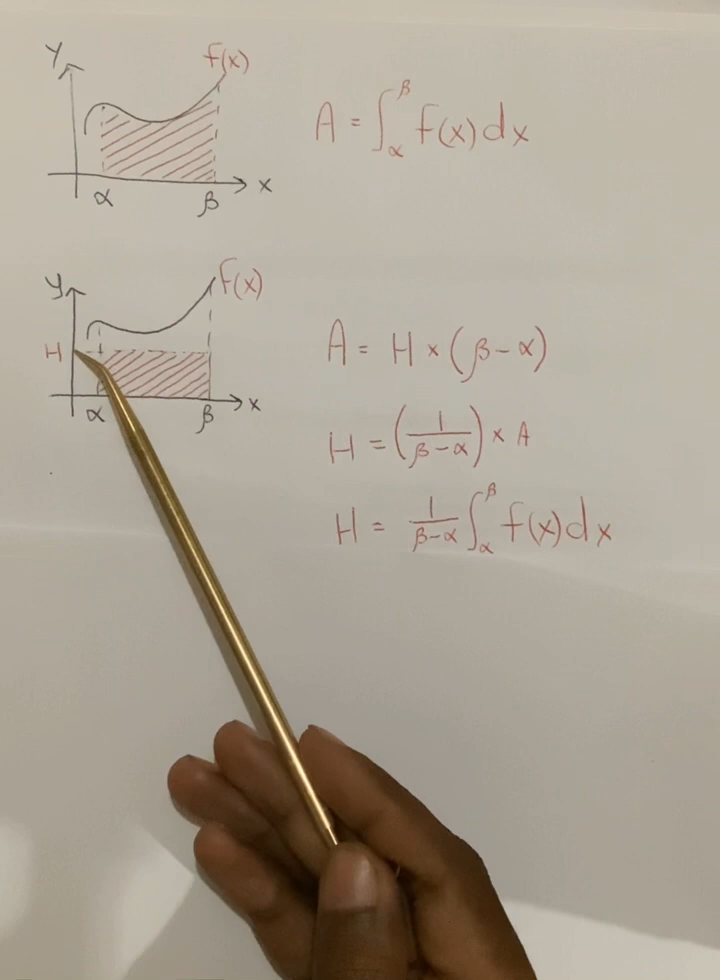 Y
f(x)
A = ∫_α^β f(x) dx
α β x
y
f(x)
H
A = H × (β − α)
α β x
H = (1/(β − α)) × A
H = 1/(β − α) ∫_α^β f(x) dx